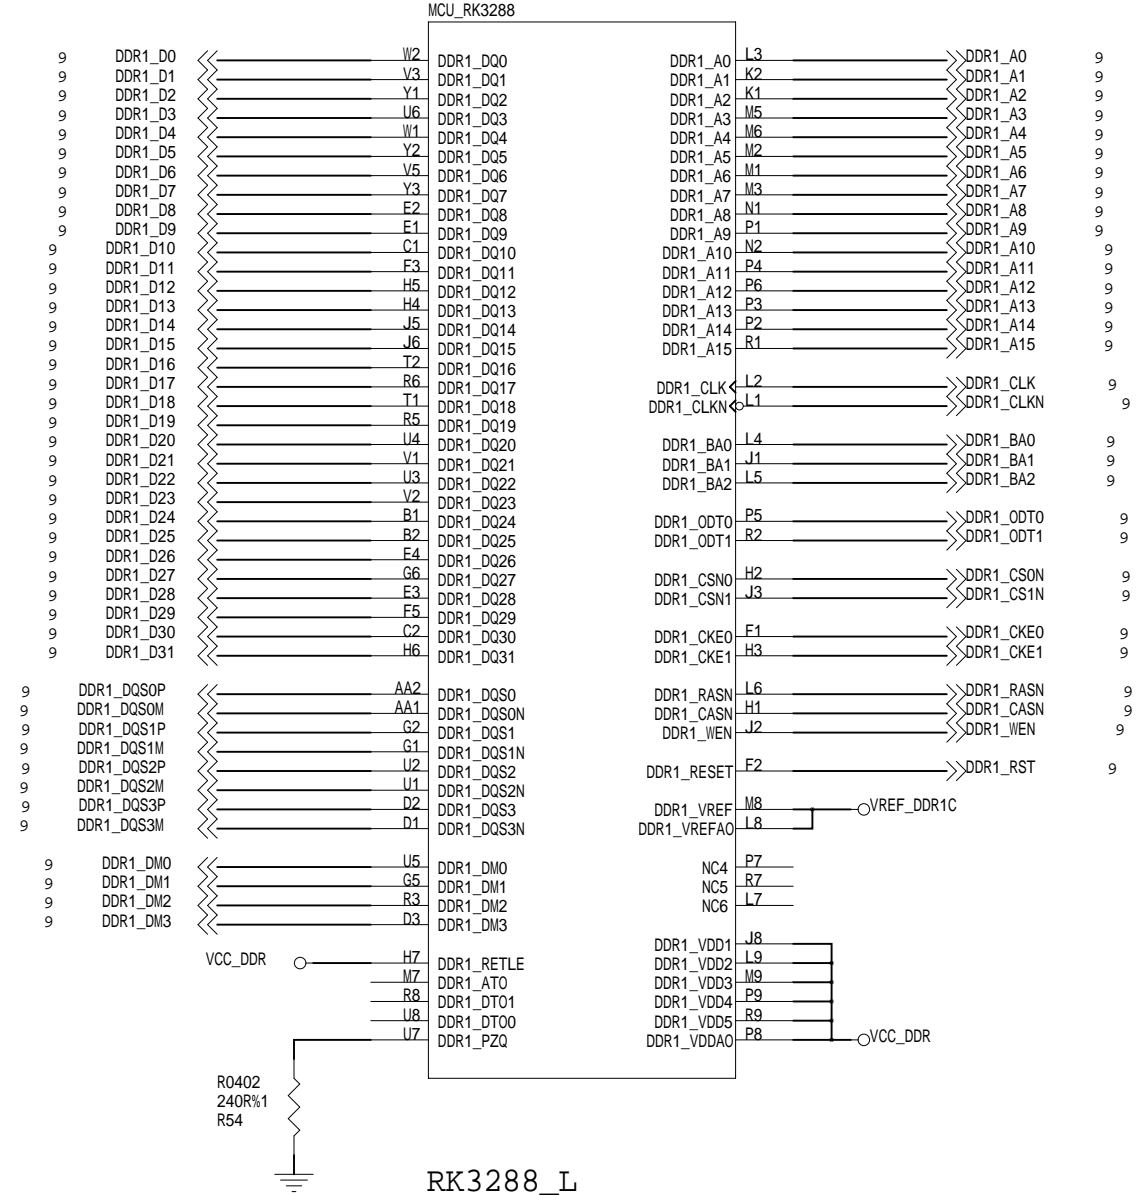 MCU_RK3288
9 DDR1_D0 W2 DDR1_DQ0 DDR1_A0 L3 DDR1_A0 9
9 DDR1_D1 V3 DDR1_DQ1 DDR1_A1 K2 DDR1_A1 9
9 DDR1_D2 Y1 DDR1_DQ2 DDR1_A2 K1 DDR1_A2 9
9 DDR1_D3 U6 DDR1_DQ3 DDR1_A3 M5 DDR1_A3 9
9 DDR1_D4 W1 DDR1_DQ4 DDR1_A4 M6 DDR1_A4 9
9 DDR1_D5 Y2 DDR1_DQ5 DDR1_A5 M2 DDR1_A5 9
9 DDR1_D6 V5 DDR1_DQ6 DDR1_A6 M1 DDR1_A6 9
9 DDR1_D7 Y3 DDR1_DQ7 DDR1_A7 M3 DDR1_A7 9
9 DDR1_D8 E2 DDR1_DQ8 DDR1_A8 N1 DDR1_A8 9
9 DDR1_D9 E1 DDR1_DQ9 DDR1_A9 P1 DDR1_A9 9
9 DDR1_D10 C1 DDR1_DQ10 DDR1_A10 N2 DDR1_A10 9
9 DDR1_D11 F3 DDR1_DQ11 DDR1_A11 P4 DDR1_A11 9
9 DDR1_D12 H5 DDR1_DQ12 DDR1_A12 P6 DDR1_A12 9
9 DDR1_D13 H4 DDR1_DQ13 DDR1_A13 P3 DDR1_A13 9
9 DDR1_D14 J5 DDR1_DQ14 DDR1_A14 P2 DDR1_A14 9
9 DDR1_D15 J6 DDR1_DQ15 DDR1_A15 R1 DDR1_A15 9
9 DDR1_D16 T2 DDR1_DQ16
9 DDR1_D17 R6 DDR1_DQ17 DDR1_CLK L2 DDR1_CLK 9
9 DDR1_D18 T1 DDR1_DQ18 DDR1_CLKN L1 DDR1_CLKN 9
9 DDR1_D19 R5 DDR1_DQ19
9 DDR1_D20 U4 DDR1_DQ20 DDR1_BA0 L4 DDR1_BA0 9
9 DDR1_D21 V1 DDR1_DQ21 DDR1_BA1 J1 DDR1_BA1 9
9 DDR1_D22 U3 DDR1_DQ22 DDR1_BA2 L5 DDR1_BA2 9
9 DDR1_D23 V2 DDR1_DQ23
9 DDR1_D24 B1 DDR1_DQ24 DDR1_ODT0 P5 DDR1_ODT0 9
9 DDR1_D25 B2 DDR1_DQ25 DDR1_ODT1 R2 DDR1_ODT1 9
9 DDR1_D26 E4 DDR1_DQ26
9 DDR1_D27 G6 DDR1_DQ27 DDR1_CSN0 H2 DDR1_CS0N 9
9 DDR1_D28 E3 DDR1_DQ28 DDR1_CSN1 J3 DDR1_CS1N 9
9 DDR1_D29 F5 DDR1_DQ29
9 DDR1_D30 C2 DDR1_DQ30 DDR1_CKE0 F1 DDR1_CKE0 9
9 DDR1_D31 H6 DDR1_DQ31 DDR1_CKE1 H3 DDR1_CKE1 9
9 DDR1_DQS0P AA2 DDR1_DQS0 DDR1_RASN L6 DDR1_RASN 9
9 DDR1_DQS0M AA1 DDR1_DQS0N DDR1_CASN H1 DDR1_CASN 9
9 DDR1_DQS1P G2 DDR1_DQS1 DDR1_WEN J2 DDR1_WEN 9
9 DDR1_DQS1M G1 DDR1_DQS1N
9 DDR1_DQS2P U2 DDR1_DQS2 DDR1_RESET F2 DDR1_RST 9
9 DDR1_DQS2M U1 DDR1_DQS2N
9 DDR1_DQS3P D2 DDR1_DQS3 DDR1_VREF M8 VREF_DDR1C
9 DDR1_DQS3M D1 DDR1_DQS3N DDR1_VREFAO L8
9 DDR1_DM0 U5 DDR1_DM0 NC4 P7
9 DDR1_DM1 G5 DDR1_DM1 NC5 R7
9 DDR1_DM2 R3 DDR1_DM2 NC6 L7
9 DDR1_DM3 D3 DDR1_DM3
DDR1_VDD1 J8
VCC_DDR H7 DDR1_RETLE DDR1_VDD2 L9
M7 DDR1_ATO DDR1_VDD3 M9
R8 DDR1_DTO1 DDR1_VDD4 P9
U8 DDR1_DTO0 DDR1_VDD5 R9
U7 DDR1_PZQ DDR1_VDDAO P8 VCC_DDR
R0402
240R%1
R54
RK3288_L